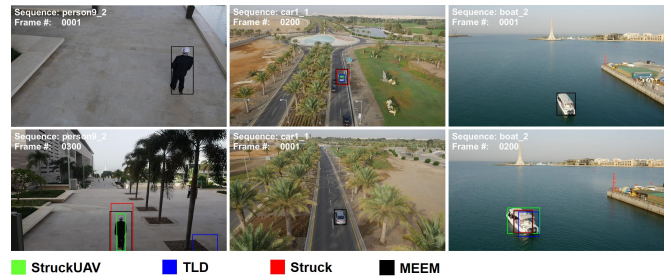 Sequence: person9_2
Frame #: 0001
Sequence: car1_1
Frame #: 0200
Sequence: boat_2
Frame #: 0001
Sequence: person9_2
Frame #: 0300
Sequence: car1_1
Frame #: 0001
Sequence: boat_2
Frame #: 0200
StruckUAV
TLD
Struck
MEEM